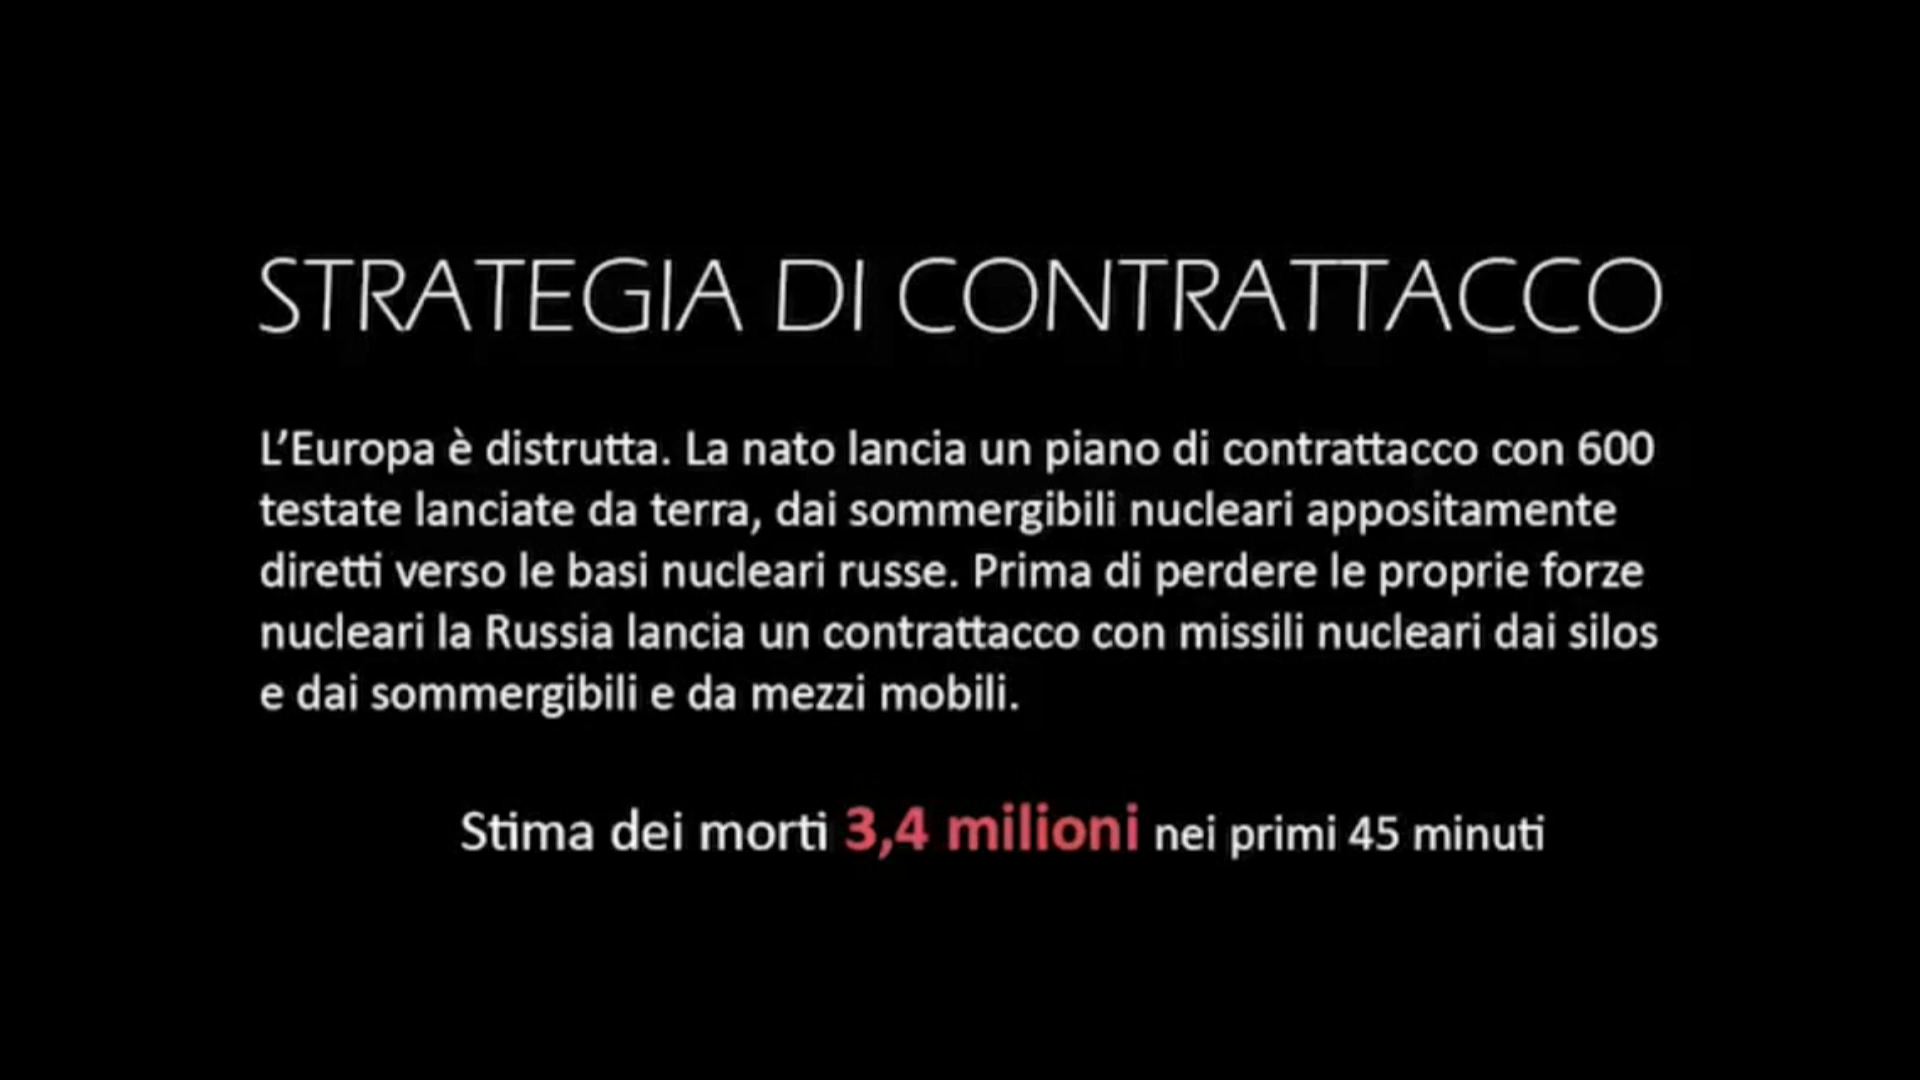 STRATEGIA DI CONTRATTACCO
L'Europa è distrutta. La nato lancia un piano di contrattacco con 600
testate lanciate da terra, dai sommergibili nucleari appositamente
diretti verso le basi nucleari russe. Prima di perdere le proprie forze
nucleari la Russia lancia un contrattacco con missili nucleari dai silos
e dai sommergibili e da mezzi mobili.
Stima dei morti 3,4 milioni nei primi 45 minuti